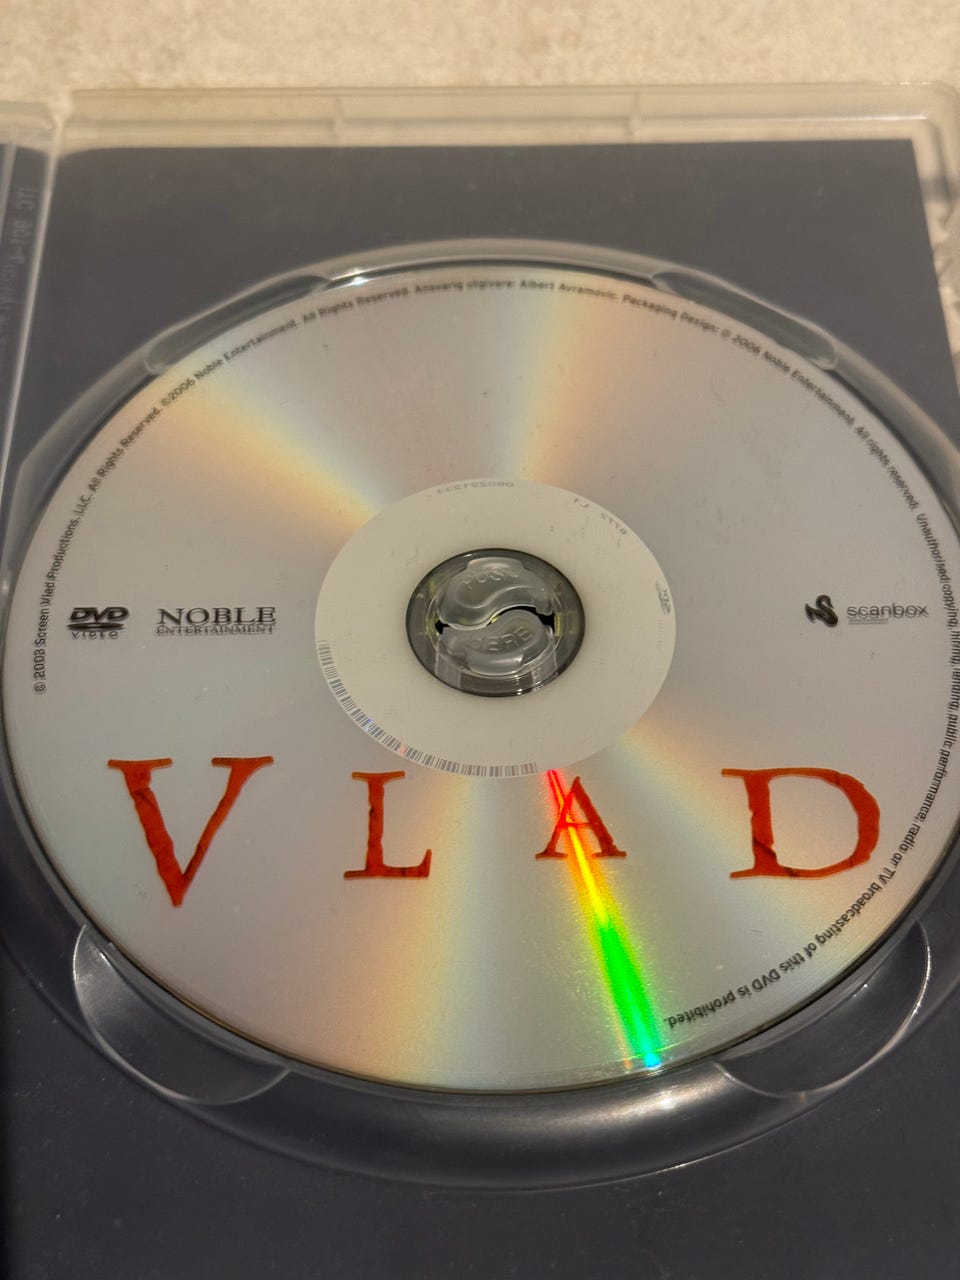 © 2003 Screen Vlad Productions, LLC. All Rights Reserved. ©2006 Noble Entertainment. All Rights Reserved. Ansvarig utgivere: Albert Avramovic. Packaging Design: © 2006 Noble Entertainment. All rights reserved. Unauthorised copying, hiring, lending, public performance, radio or TV broadcasting of this DVD is prohibited.
DVD
VIDEO
NOBLE
ENTERTAINMENT
scanbox
VLAD
PUSH
HERE